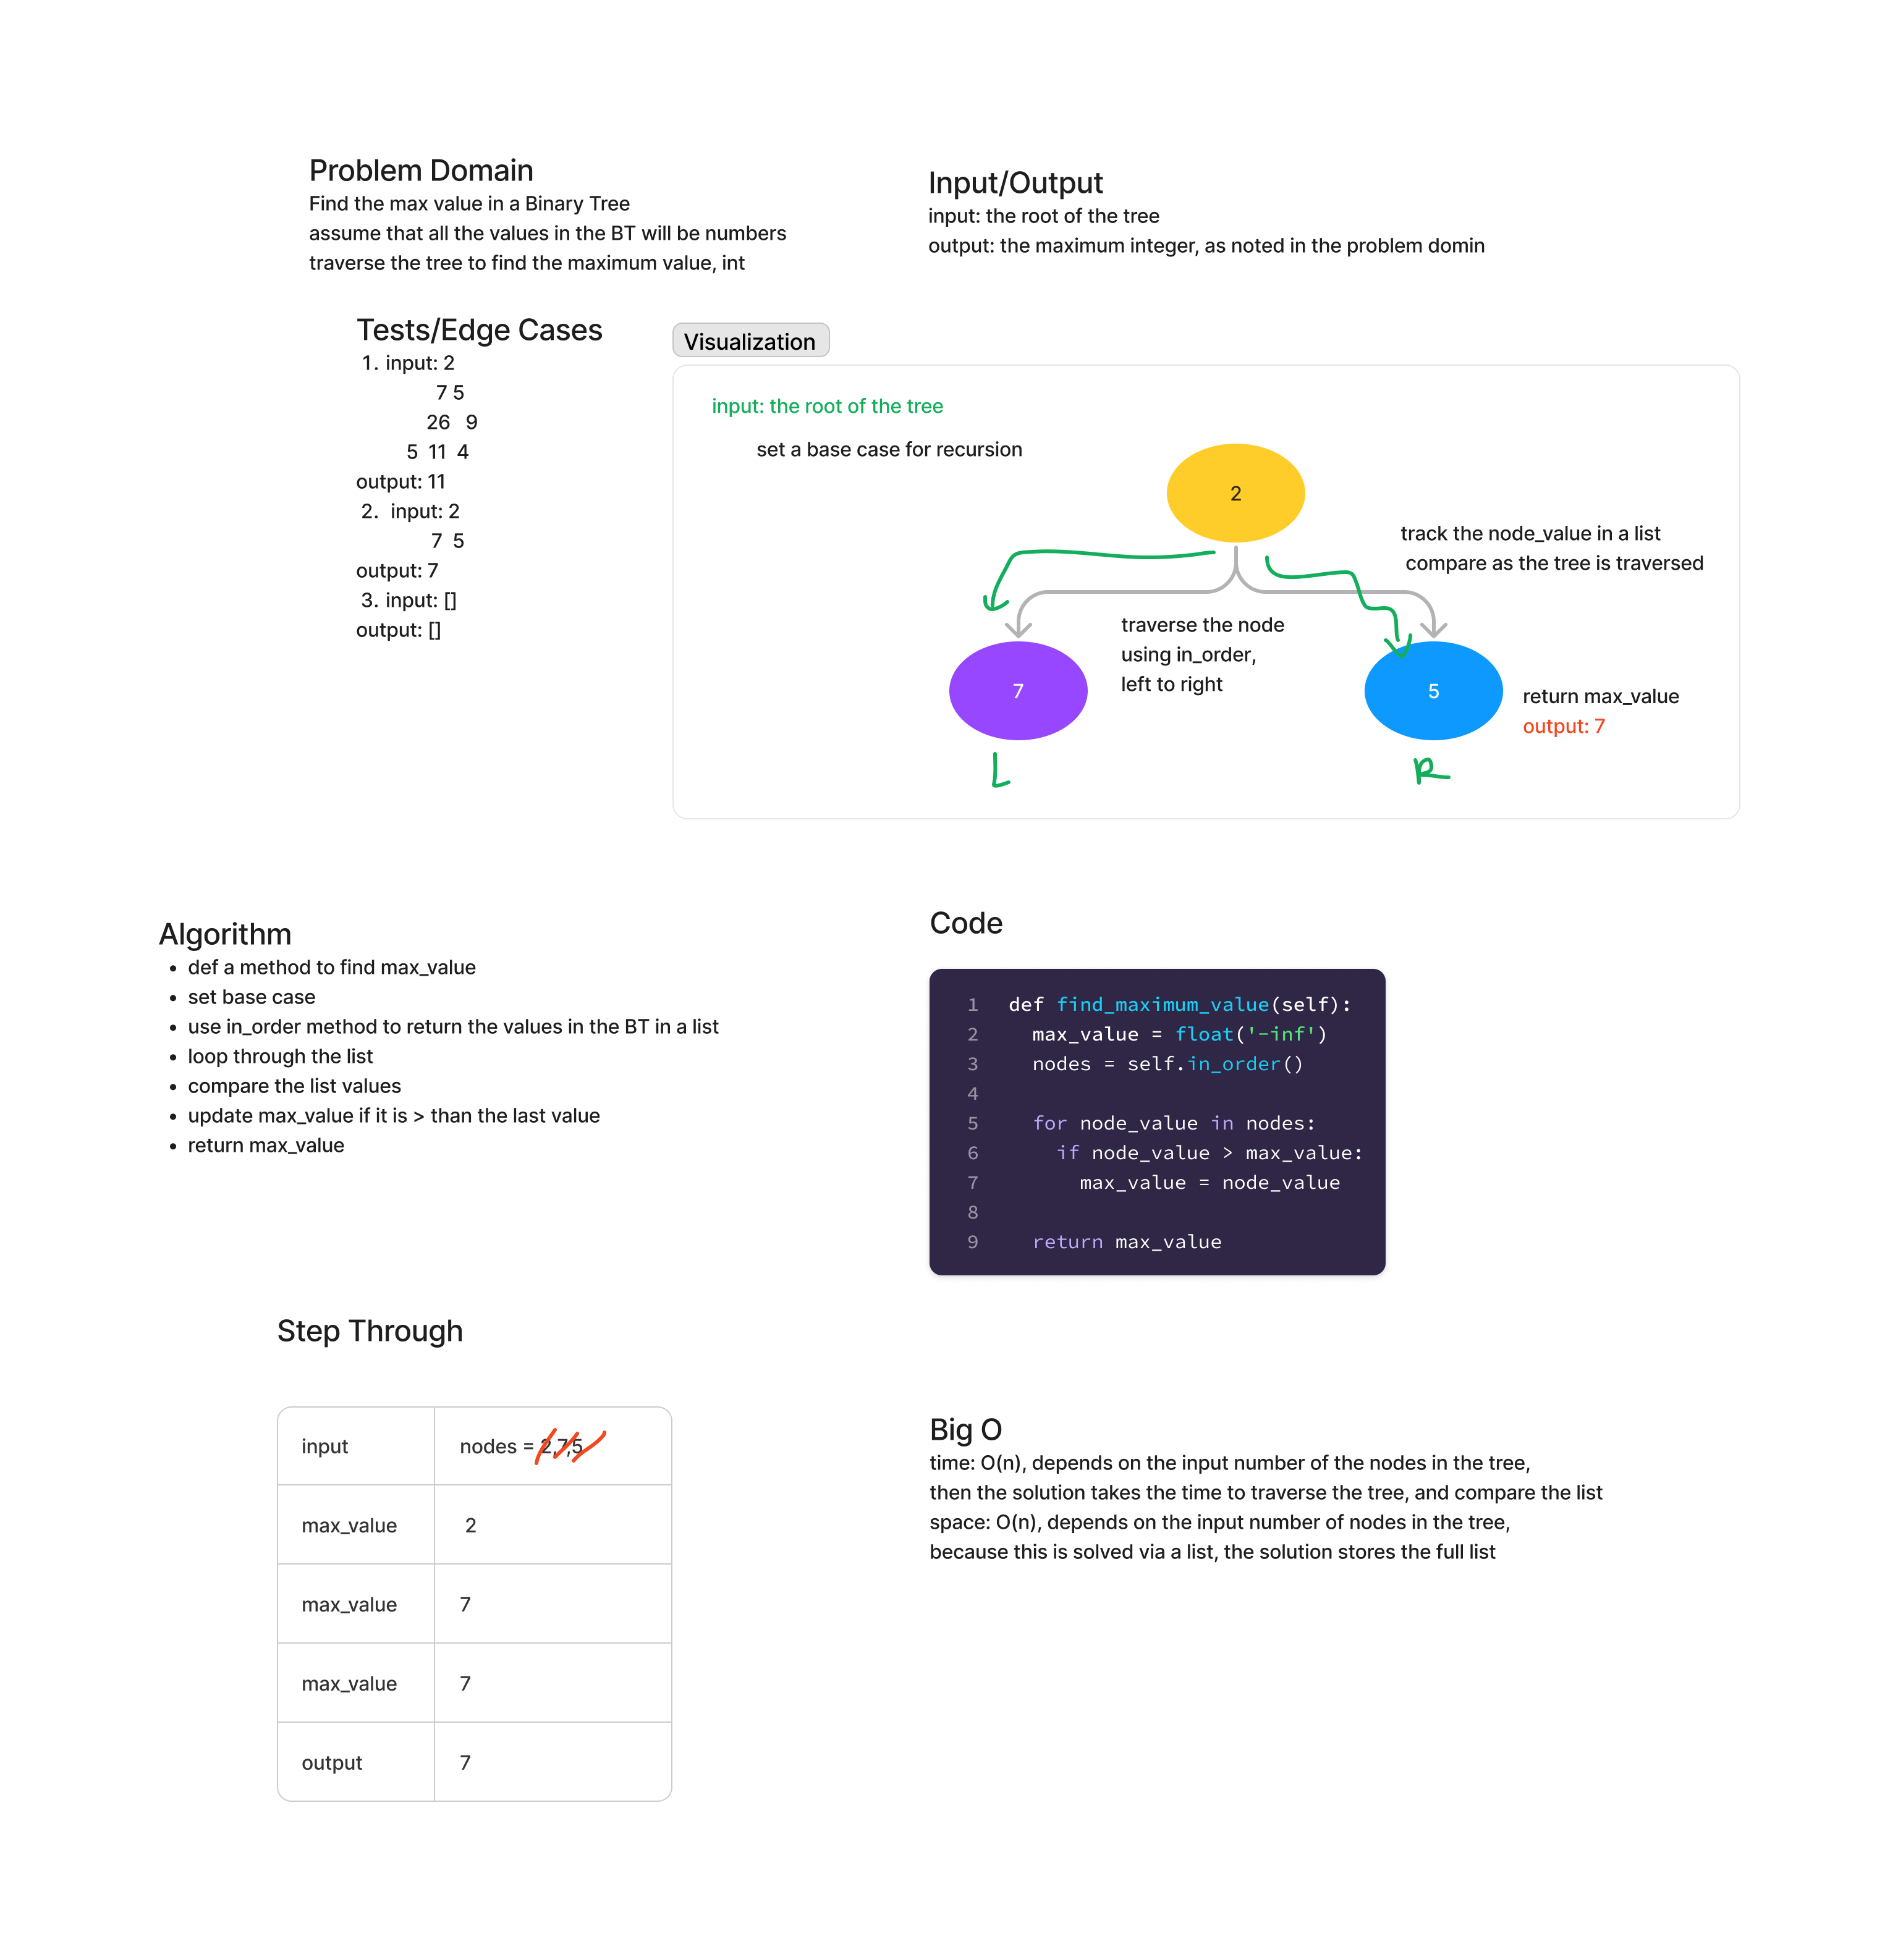 Problem Domain
Find the max value in a Binary Tree
assume that all the values in the BT will be numbers
traverse the tree to find the maximum value, int
Input/Output
input: the root of the tree
output: the maximum integer, as noted in the problem domin
Tests/Edge Cases
1. input: 2
7 5
26 9
5 11 4
output: 11
2. input: 2
7 5
output: 7
3. input: []
output: []
Visualization
input: the root of the tree
set a base case for recursion
2
track the node_value in a list
compare as the tree is traversed
traverse the node
using in_order,
left to right
7
5
return max_value
output: 7
L
R
Algorithm
• def a method to find max_value
• set base case
• use in_order method to return the values in the BT in a list
• loop through the list
• compare the list values
• update max_value if it is > than the last value
• return max_value
Code
1 def find_maximum_value(self):
2 max_value = float('-inf')
3 nodes = self.in_order()
4
5 for node_value in nodes:
6 if node_value > max_value:
7 max_value = node_value
8
9 return max_value
Step Through
input nodes = 2,7,5
max_value 2
max_value 7
max_value 7
output 7
Big O
time: O(n), depends on the input number of the nodes in the tree,
then the solution takes the time to traverse the tree, and compare the list
space: O(n), depends on the input number of nodes in the tree,
because this is solved via a list, the solution stores the full list